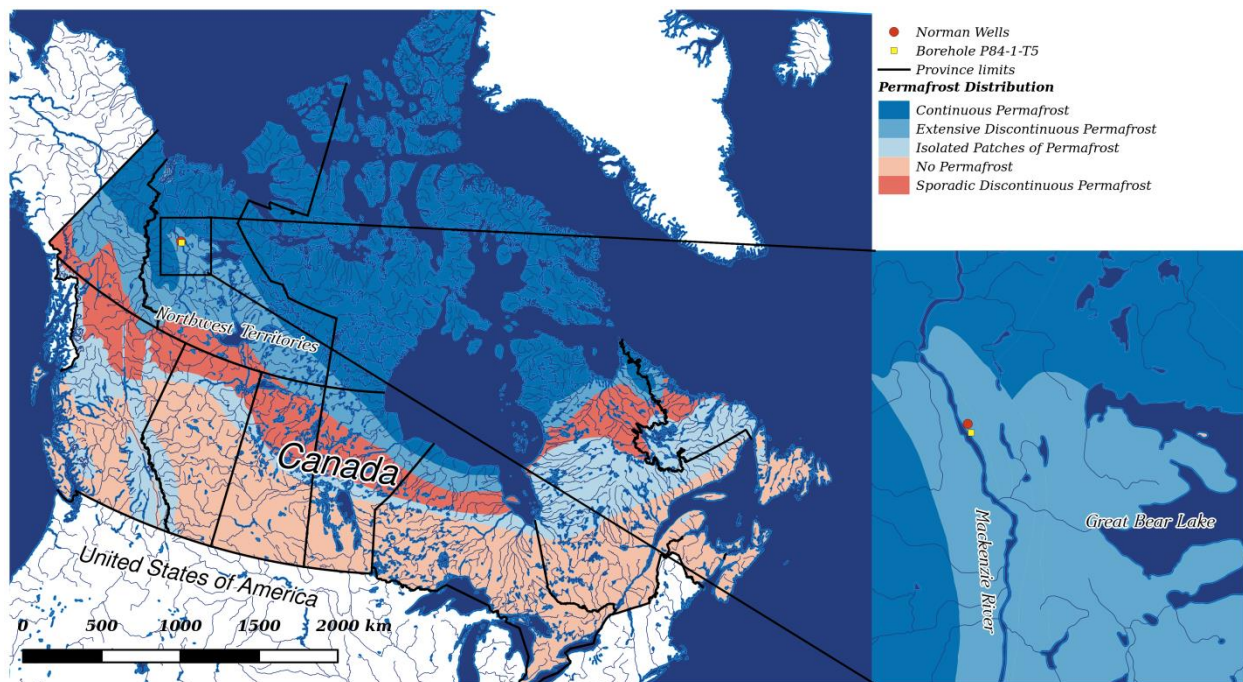 Norman Wells
Borehole P84-1-T5
Province limits
Permafrost Distribution
Continuous Permafrost
Extensive Discontinuous Permafrost
Isolated Patches of Permafrost
No Permafrost
Sporadic Discontinuous Permafrost
Northwest Territories
Canada
United States of America
0 500 1000 1500 2000 km
Mackenzie River
Great Bear Lake